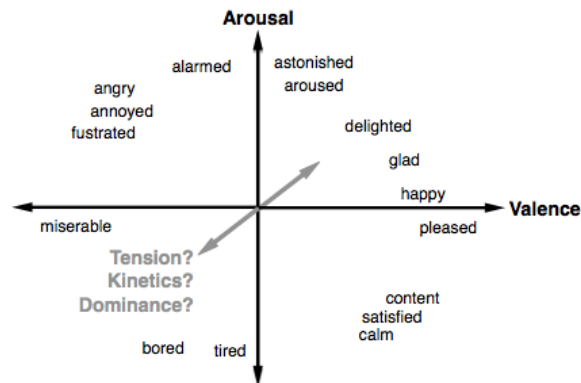 Arousal
alarmed
astonished
aroused
angry
annoyed
fustrated
delighted
glad
happy
Valence
miserable
pleased
Tension?
Kinetics?
Dominance?
content
satisfied
calm
bored
tired